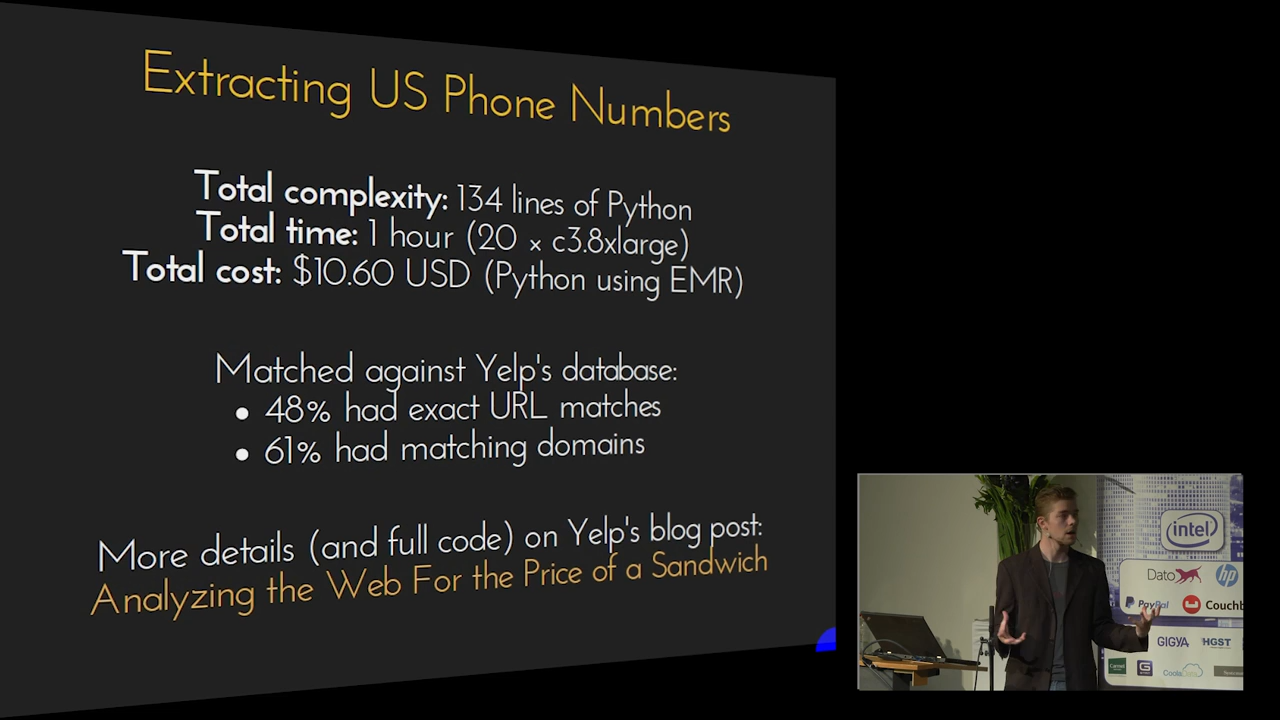 Extracting US Phone Numbers
Total complexity: 134 lines of Python
Total time: 1 hour (20 × c3.8xlarge)
Total cost: $10.60 USD (Python using EMR)
Matched against Yelp's database:
• 48% had exact URL matches
• 61% had matching domains
More details (and full code) on Yelp's blog post:
Analyzing the Web For the Price of a Sandwich
intel
Dato
hp
PayPal
Couchb
GIGYA
HGST